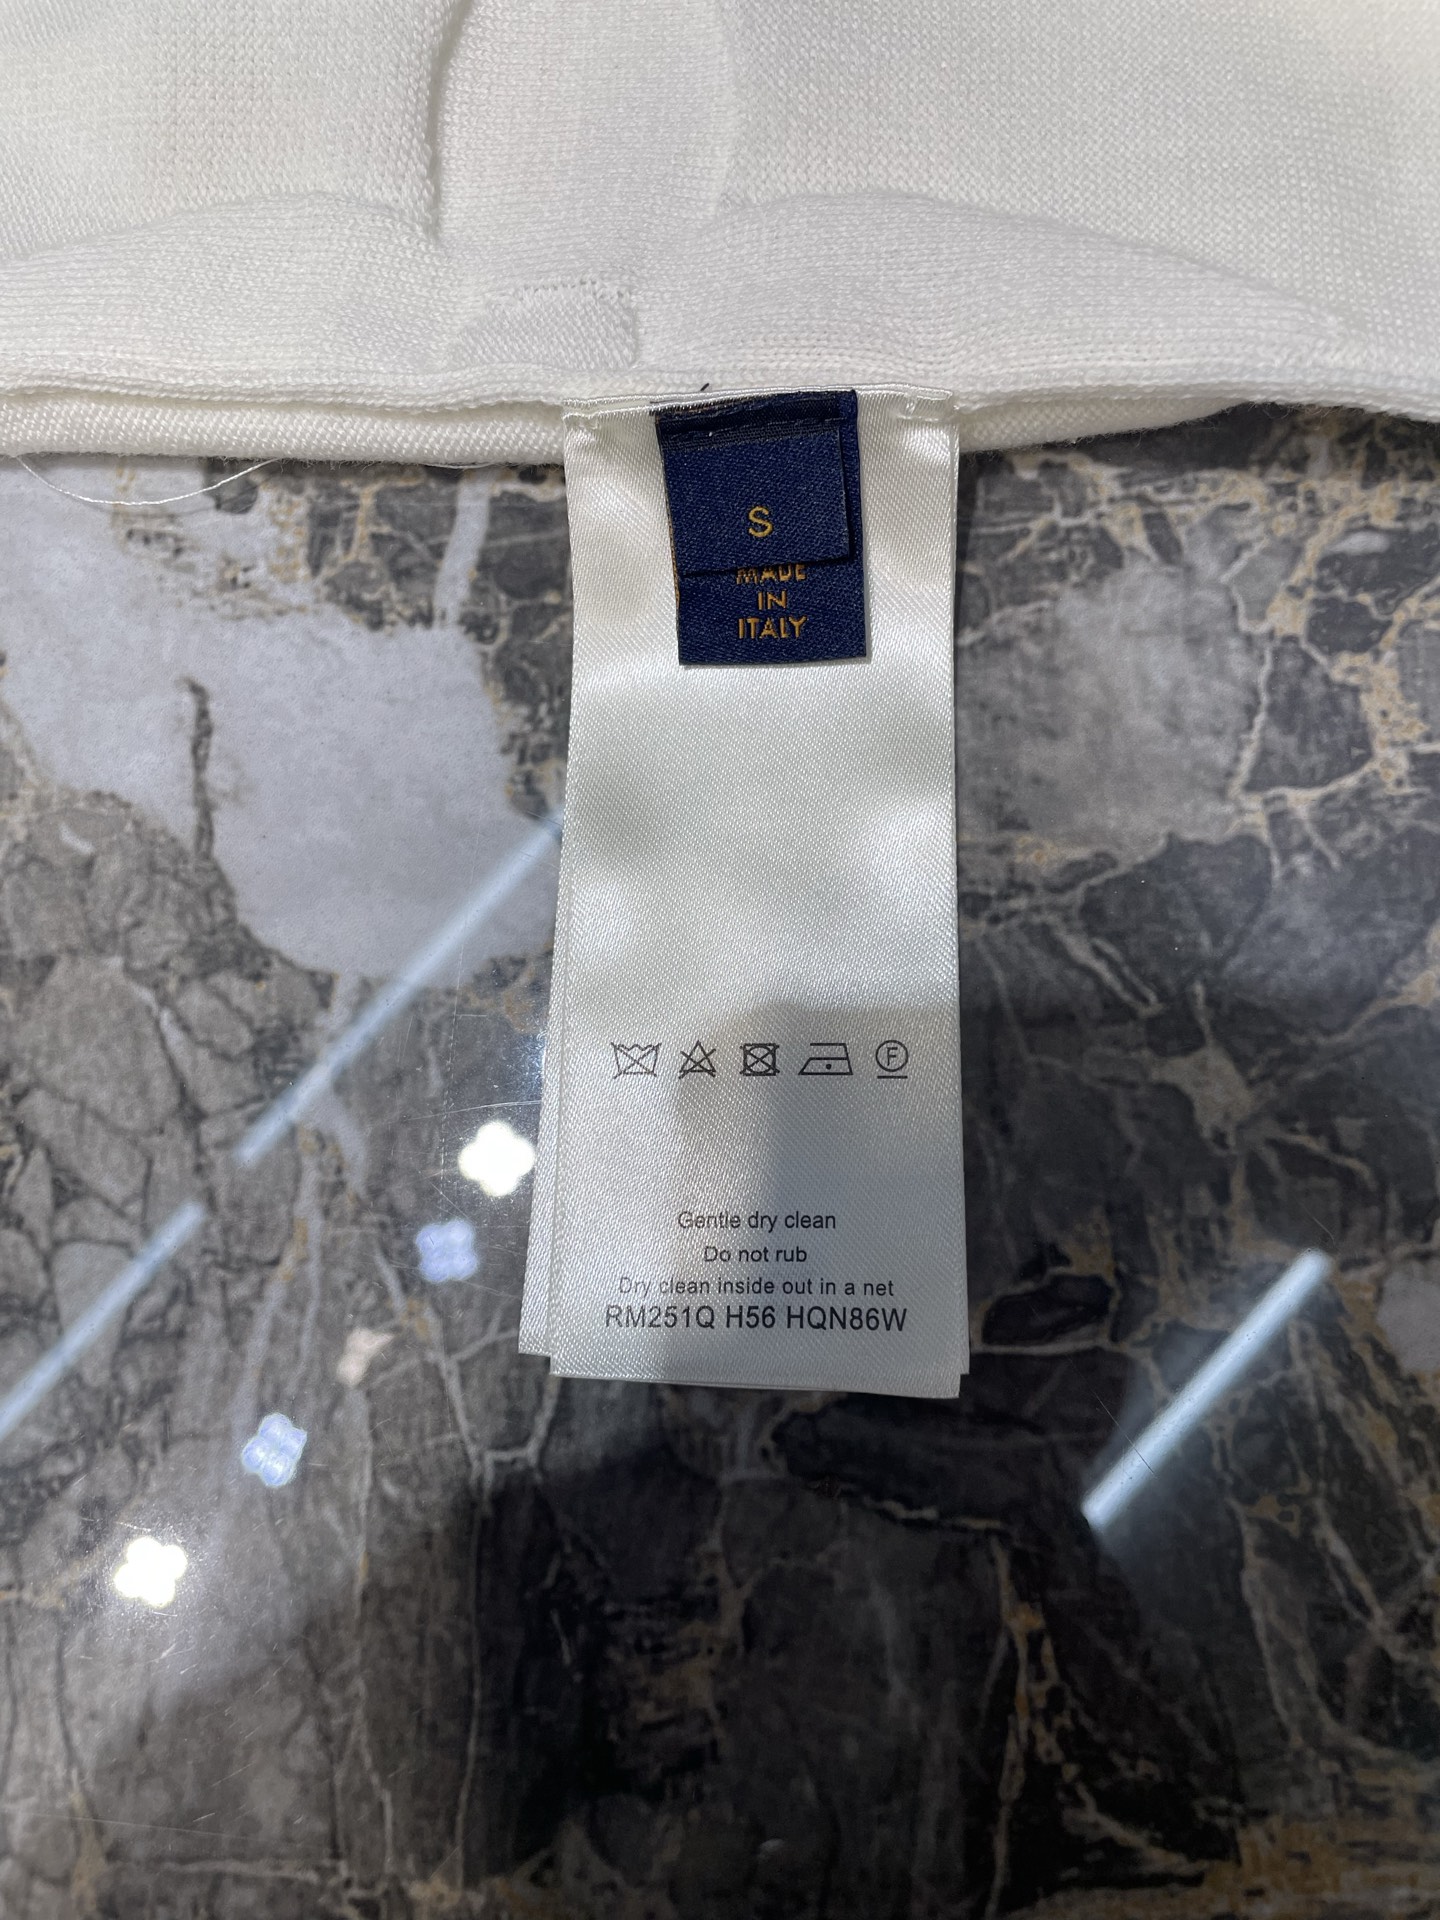 S
MADE
IN
ITALY
F
Gentle dry clean
Do not rub
Dry clean inside out in a net
RM251Q H56 HQN86W